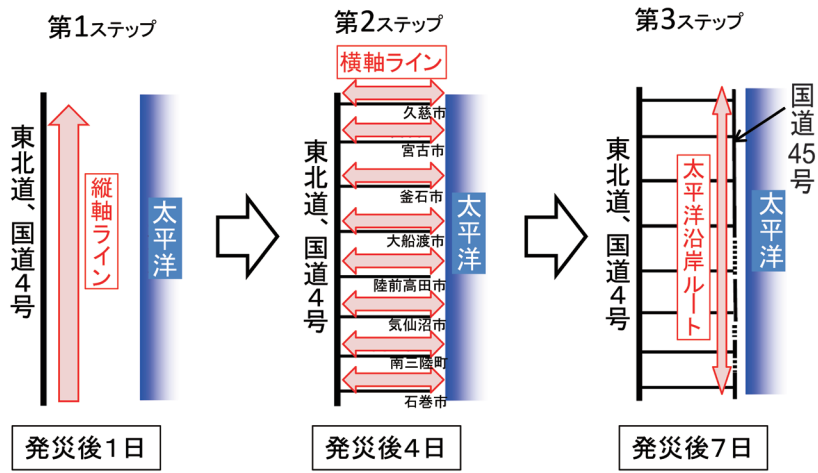 第1ステップ
東北道、国道4号
縦軸ライン
太平洋
発災後1日
第2ステップ
横軸ライン
東北道、国道4号
久慈市
宮古市
釜石市
大船渡市
陸前高田市
気仙沼市
南三陸町
石巻市
太平洋
発災後4日
第3ステップ
東北道、国道4号
太平洋沿岸ルート
国道45号
太平洋
発災後7日